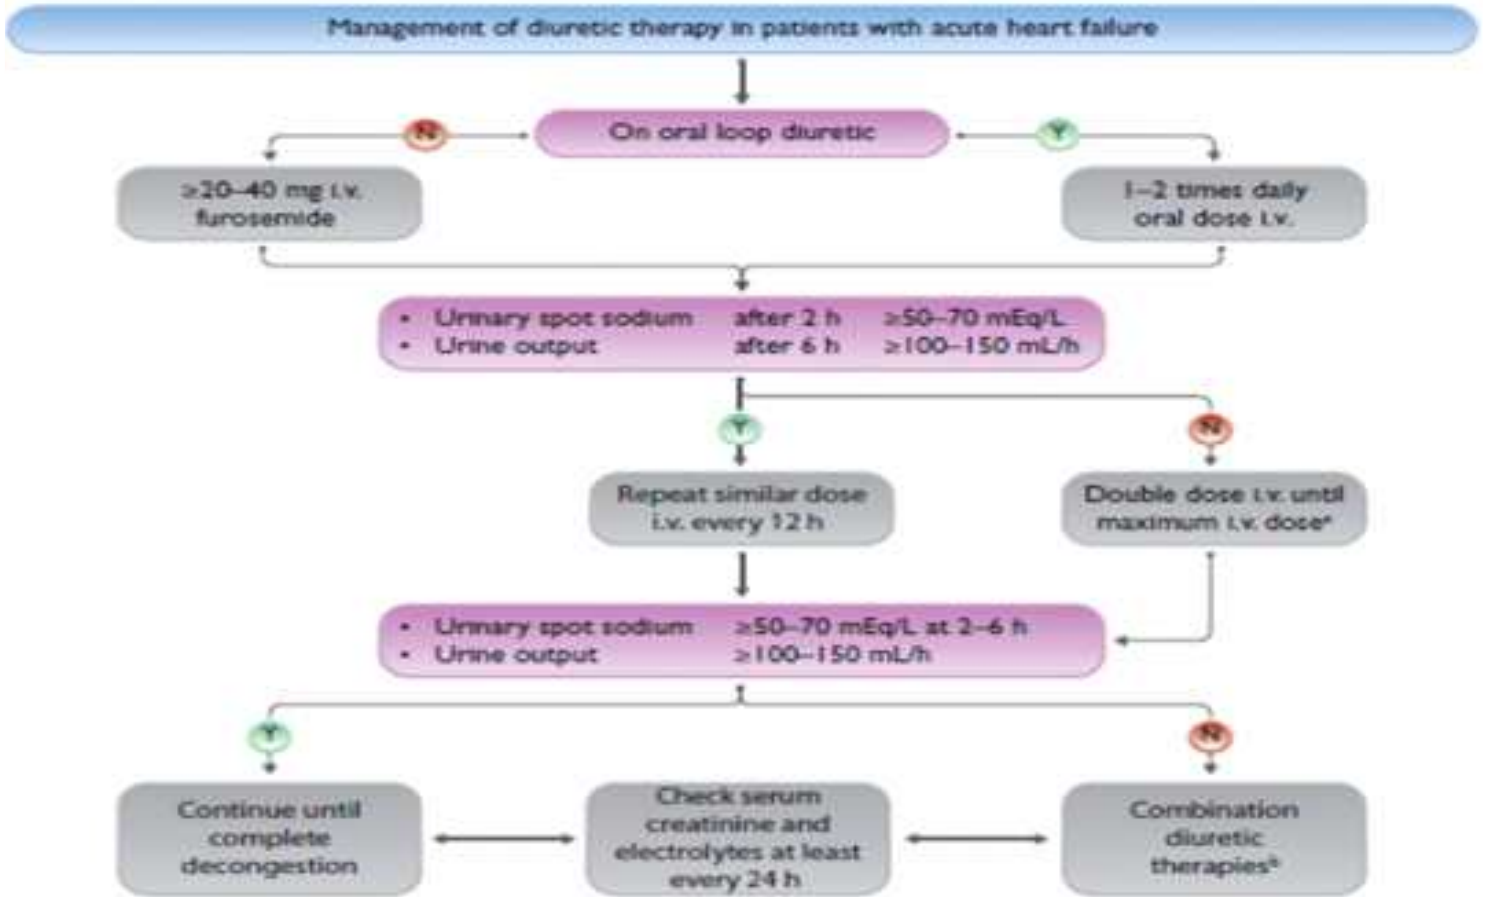 Management of diuretic therapy in patients with acute heart failure
On oral loop diuretic
N
Y
≥20–40 mg i.v.
furosemide
1–2 times daily
oral dose i.v.
• Urinary spot sodium after 2 h ≥50–70 mEq/L
• Urine output after 6 h ≥100–150 mL/h
Y
N
Repeat similar dose
i.v. every 12 h
Double dose i.v. until
maximum i.v. doseᵃ
• Urinary spot sodium ≥50–70 mEq/L at 2–6 h
• Urine output ≥100–150 mL/h
Y
N
Continue until
complete
decongestion
Check serum
creatinine and
electrolytes at least
every 24 h
Combination
diuretic
therapiesᵇ